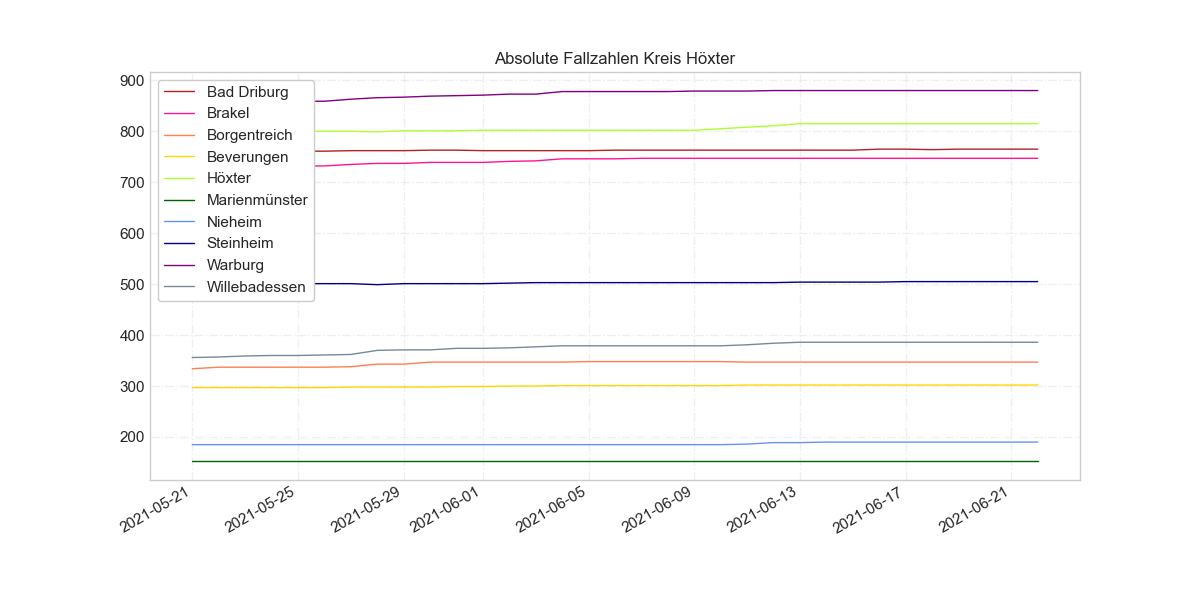 Absolute Fallzahlen Kreis Höxter
900
800
700
600
500
400
300
200
Bad Driburg
Brakel
Borgentreich
Beverungen
Höxter
Marienmünster
Nieheim
Steinheim
Warburg
Willebadessen
2021-05-21
2021-05-25
2021-05-29
2021-06-01
2021-06-05
2021-06-09
2021-06-13
2021-06-17
2021-06-21